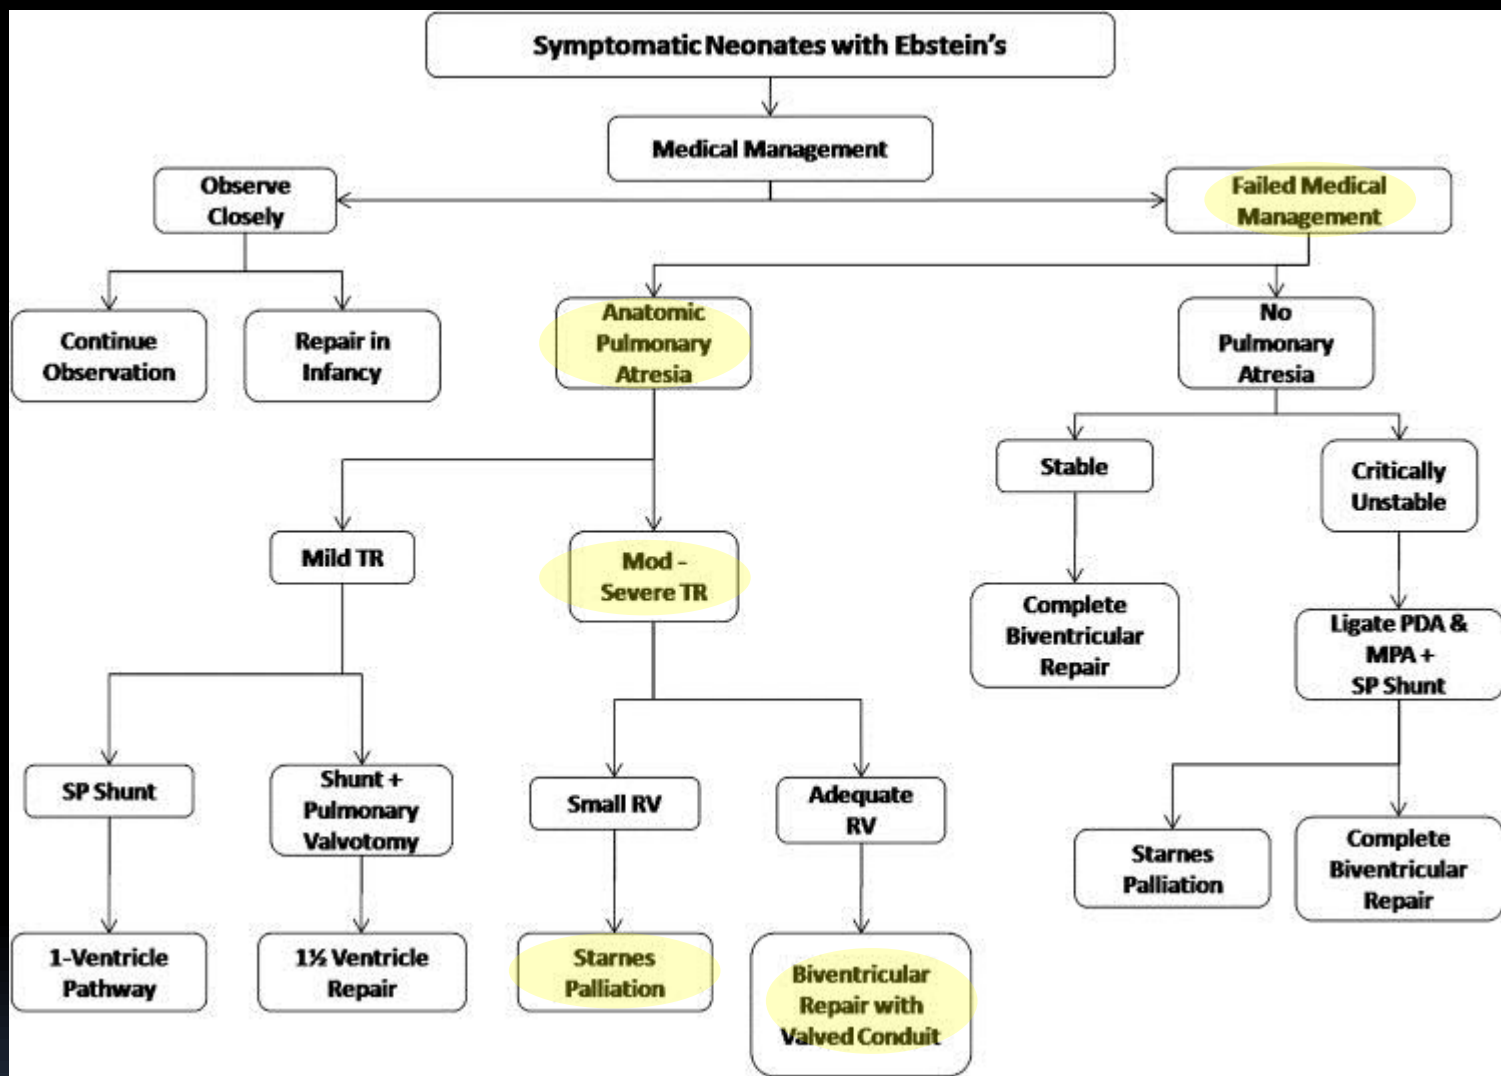 Symptomatic Neonates with Ebstein's
Medical Management
Observe
Closely
Failed Medical
Management
Continue
Observation
Repair in
Infancy
Anatomic
Pulmonary
Atresia
No
Pulmonary
Atresia
Stable
Critically
Unstable
Mild TR
Mod -
Severe TR
Complete
Biventricular
Repair
Ligate PDA &
MPA +
SP Shunt
SP Shunt
Shunt +
Pulmonary
Valvotomy
Small RV
Adequate
RV
Starnes
Palliation
Complete
Biventricular
Repair
1-Ventricle
Pathway
1½ Ventricle
Repair
Starnes
Palliation
Biventricular
Repair with
Valved Conduit